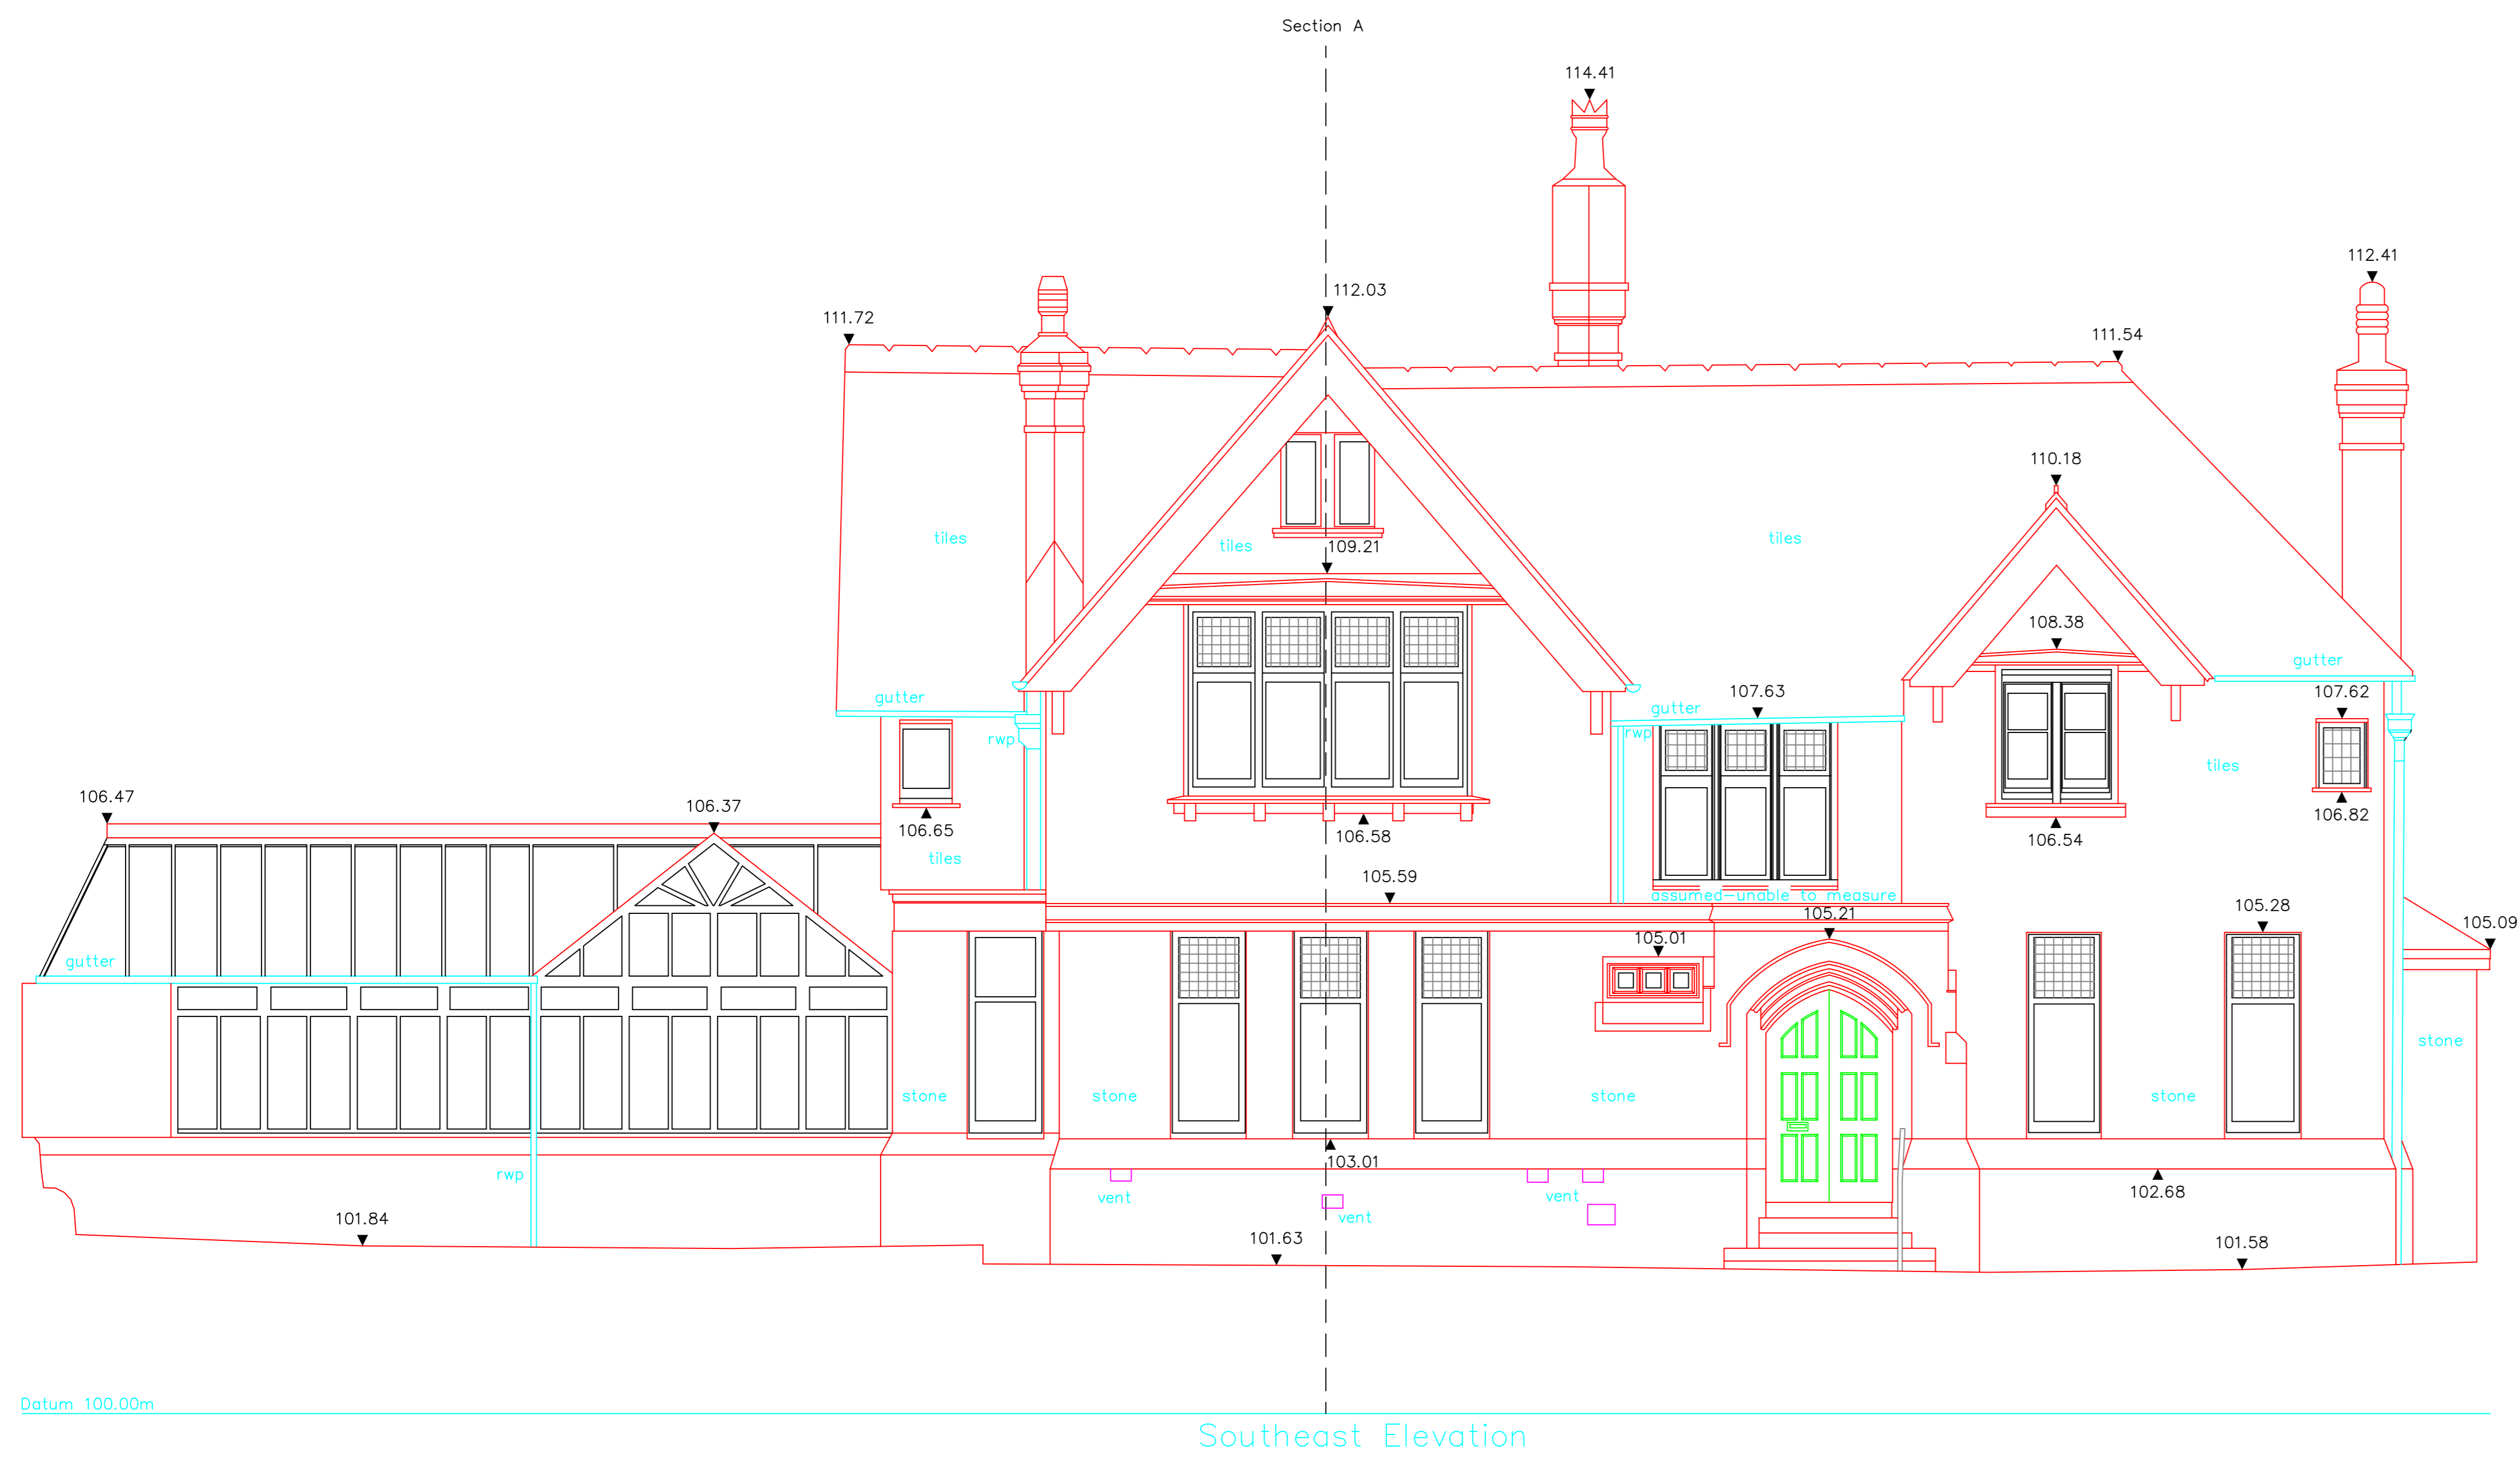 Section A
114.41
112.41
112.03
111.72
111.54
110.18
tiles
tiles
tiles
109.21
108.38
gutter
gutter
107.63
107.62
gutter
rwp
rwp
tiles
106.47
106.37
106.65
106.58
106.54
106.82
tiles
105.59
assumed-unable to measure
105.21
105.28
105.09
105.01
gutter
stone
stone
stone
stone
stone
103.01
rwp
vent
vent
vent
102.68
101.84
101.63
101.58
Datum 100.00m
Southeast Elevation